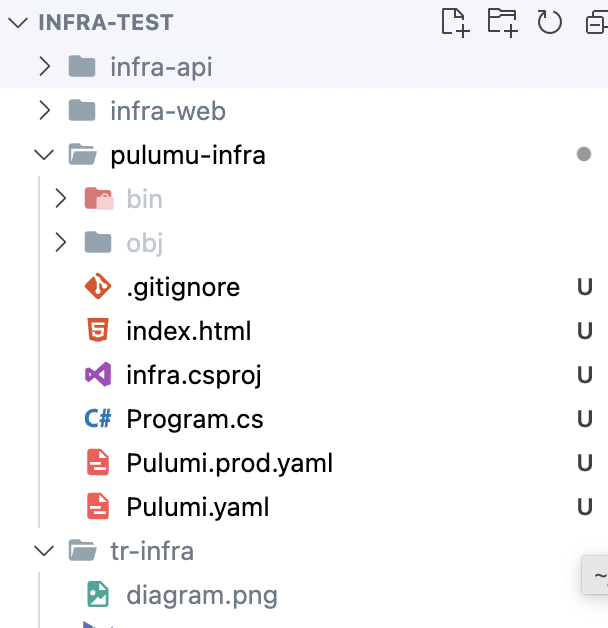 INFRA-TEST
infra-api
infra-web
pulumu-infra
bin
obj
.gitignore U
index.html U
infra.csproj U
C# Program.cs U
Pulumi.prod.yaml U
Pulumi.yaml U
tr-infra
~
diagram.png